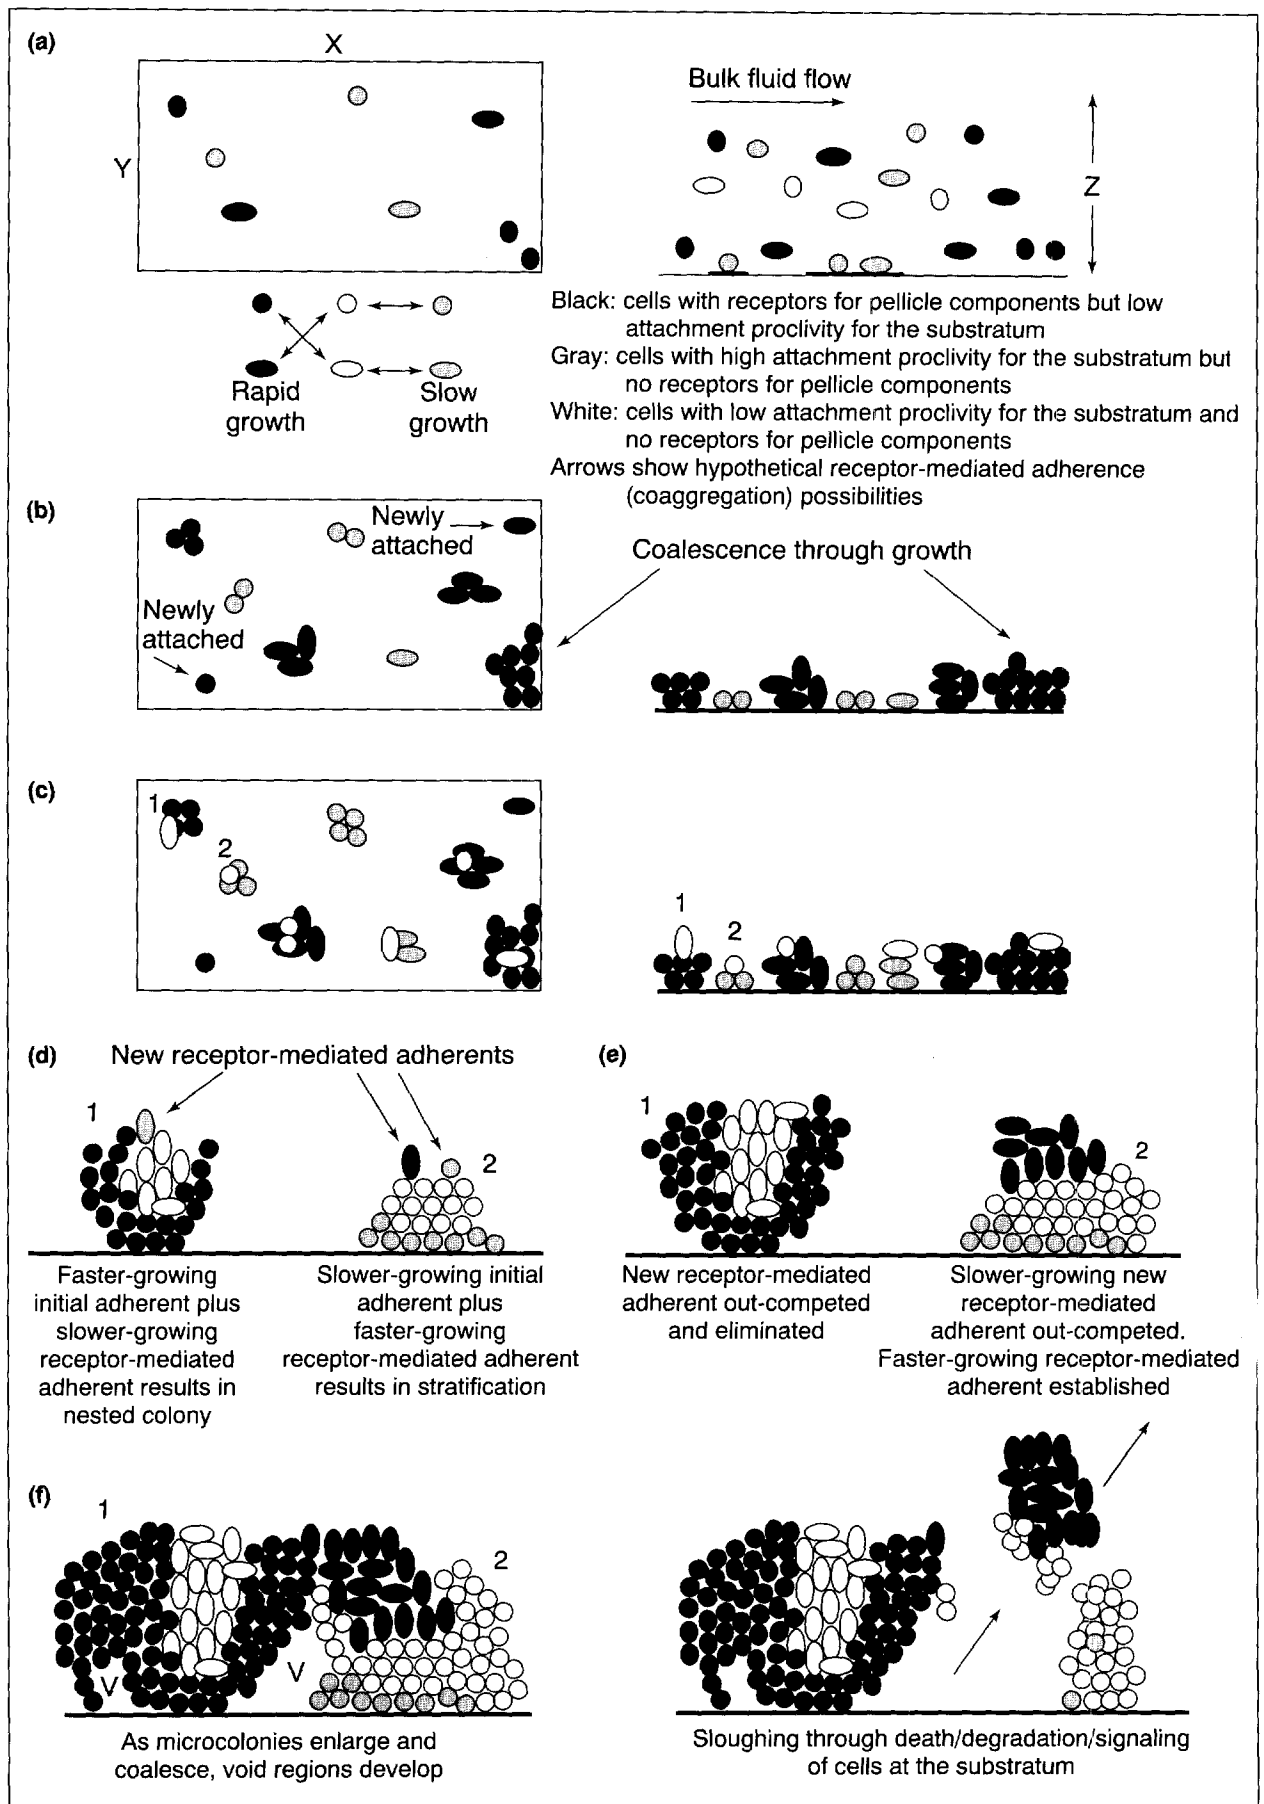 (a)
X
Y
Bulk fluid flow
Z
Rapid
growth
Slow
growth
Black: cells with receptors for pellicle components but low
attachment proclivity for the substratum
Gray: cells with high attachment proclivity for the substratum but
no receptors for pellicle components
White: cells with low attachment proclivity for the substratum and
no receptors for pellicle components
Arrows show hypothetical receptor-mediated adherence
(coaggregation) possibilities
(b)
Newly
attached
Newly
attached
Coalescence through growth
(c)
1
2
1
2
(d)
New receptor-mediated adherents
1
2
Faster-growing
initial adherent plus
slower-growing
receptor-mediated
adherent results in
nested colony
Slower-growing initial
adherent plus
faster-growing
receptor-mediated adherent
results in stratification
(e)
1
2
New receptor-mediated
adherent out-competed
and eliminated
Slower-growing new
receptor-mediated
adherent out-competed.
Faster-growing receptor-mediated
adherent established
(f)
1
2
V
V
As microcolonies enlarge and
coalesce, void regions develop
Sloughing through death/degradation/signaling
of cells at the substratum